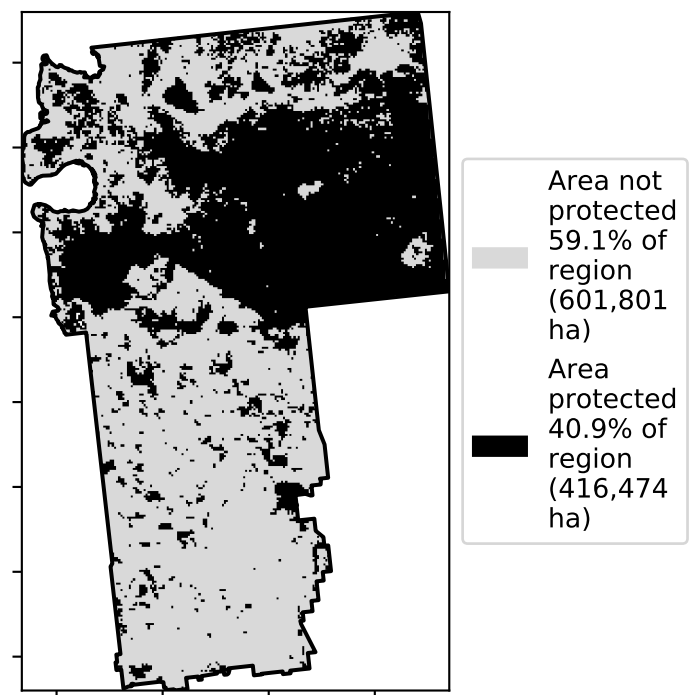 Area not
protected
59.1% of
region
(601,801
ha)
Area
protected
40.9% of
region
(416,474
ha)